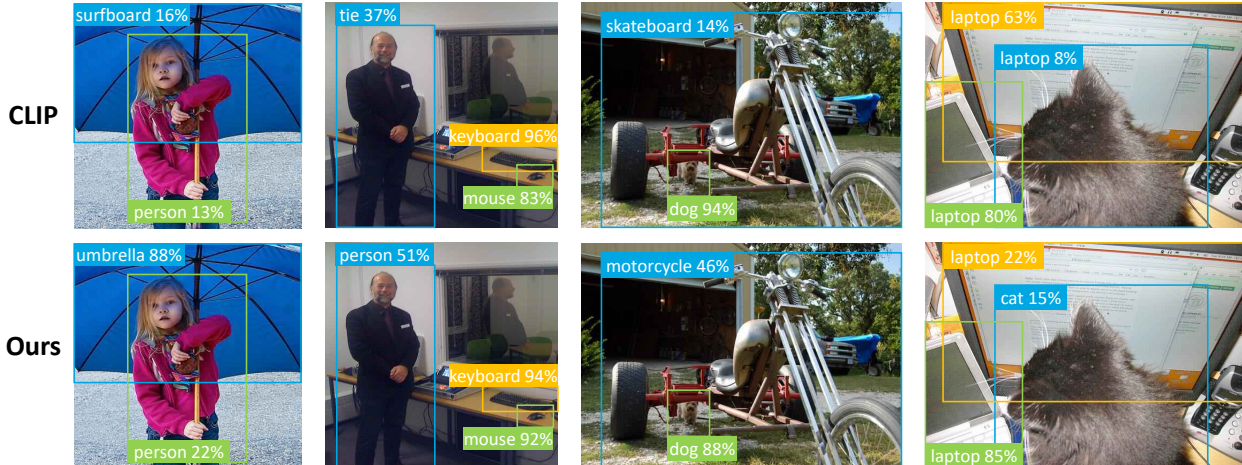 CLIP
surfboard 16%
person 13%
tie 37%
keyboard 96%
mouse 83%
skateboard 14%
dog 94%
laptop 63%
laptop 8%
laptop 80%
Ours
umbrella 88%
person 22%
person 51%
keyboard 94%
mouse 92%
motorcycle 46%
dog 88%
laptop 22%
cat 15%
laptop 85%